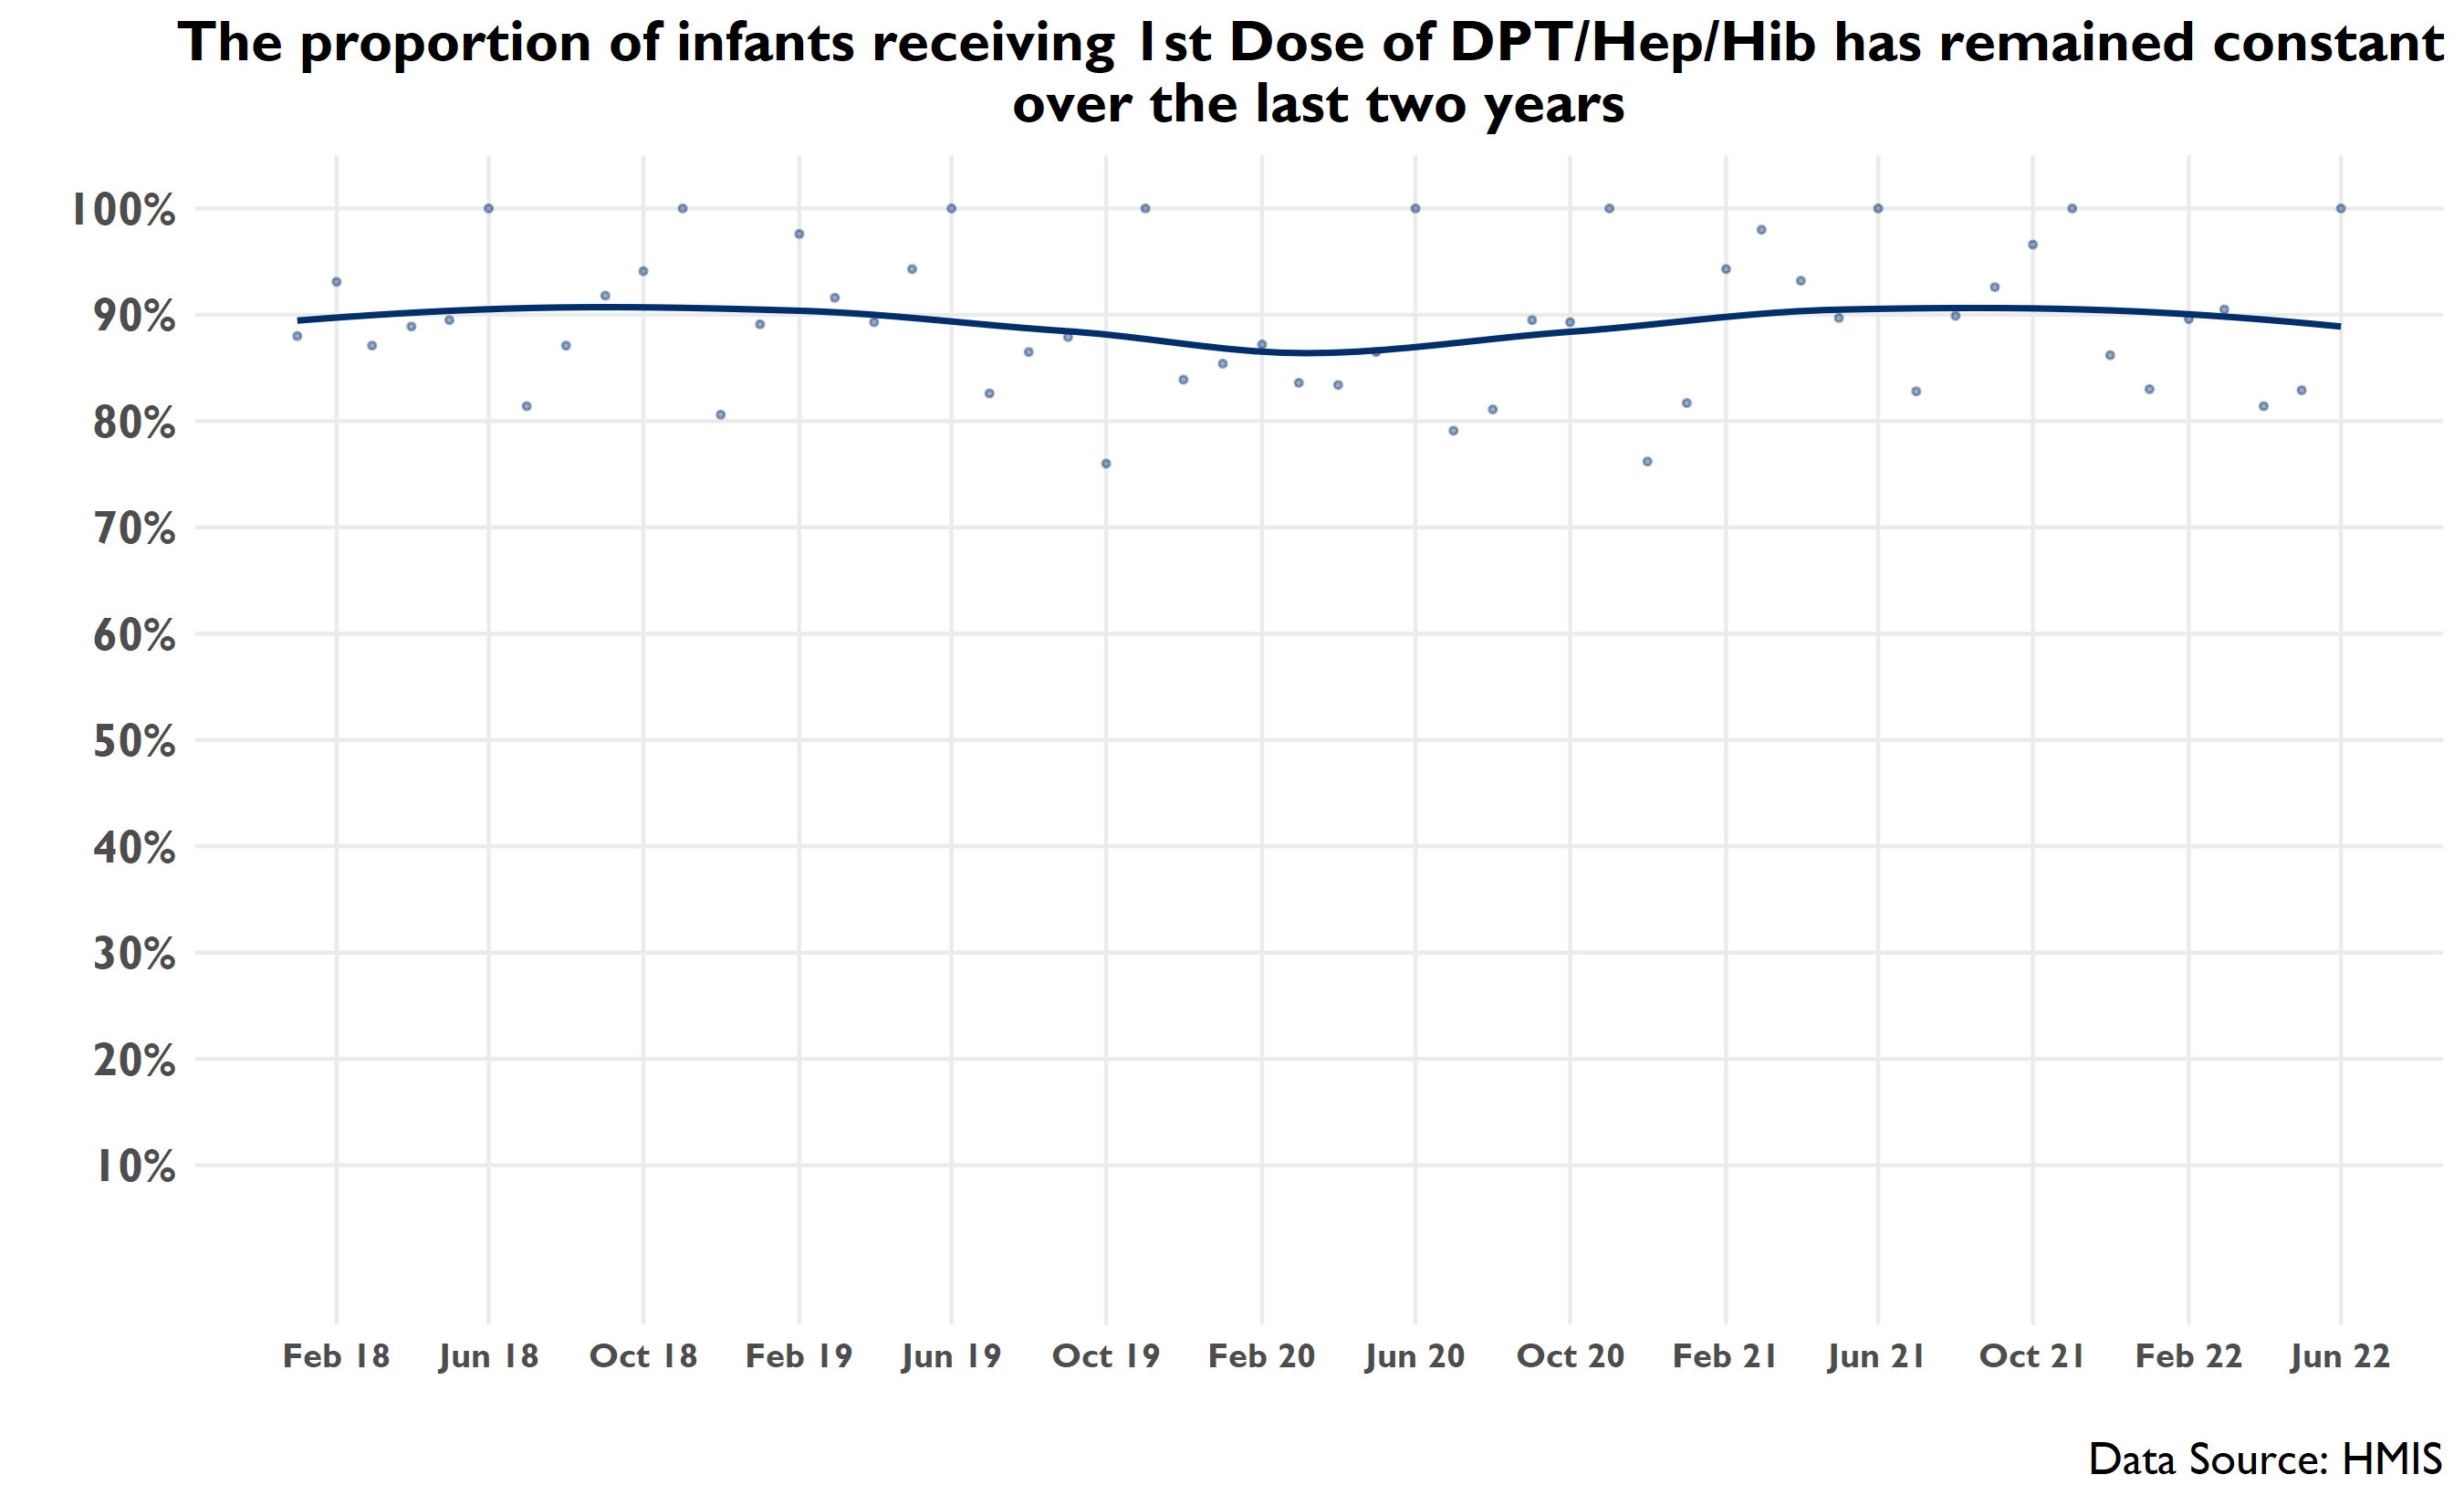 The proportion of infants receiving 1st Dose of DPT/Hep/Hib has remained constant
over the last two years
100%
90%
80%
70%
60%
50%
40%
30%
20%
10%
Feb 18 Jun 18 Oct 18 Feb 19 Jun 19 Oct 19 Feb 20 Jun 20 Oct 20 Feb 21 Jun 21 Oct 21 Feb 22 Jun 22
Data Source: HMIS